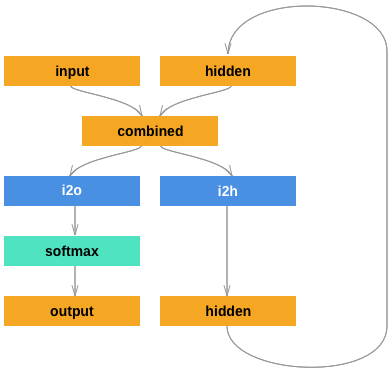 input
hidden
combined
i2o
i2h
softmax
output
hidden